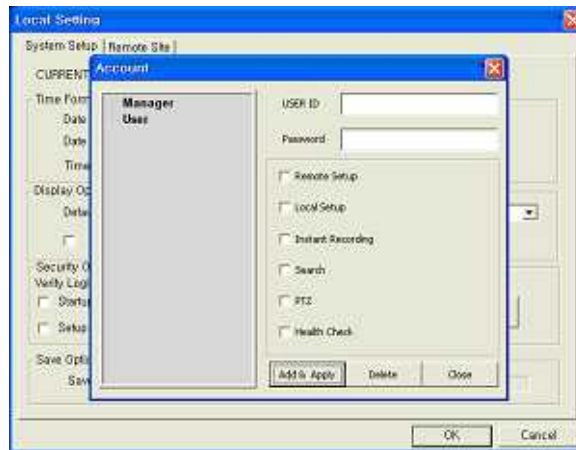 Local Setting
System Setup
Remote Site
CURRENT
Account
Time Form
Date
Date
Time
Display Op
Defau
Security O
Verify Logi
Startu
Setup
Save Optio
Save
Manager
User
USER ID
Password
Remote Setup
Local Setup
Instant Recording
Search
PTZ
Health Check
Add & Apply
Delete
Close
OK
Cancel